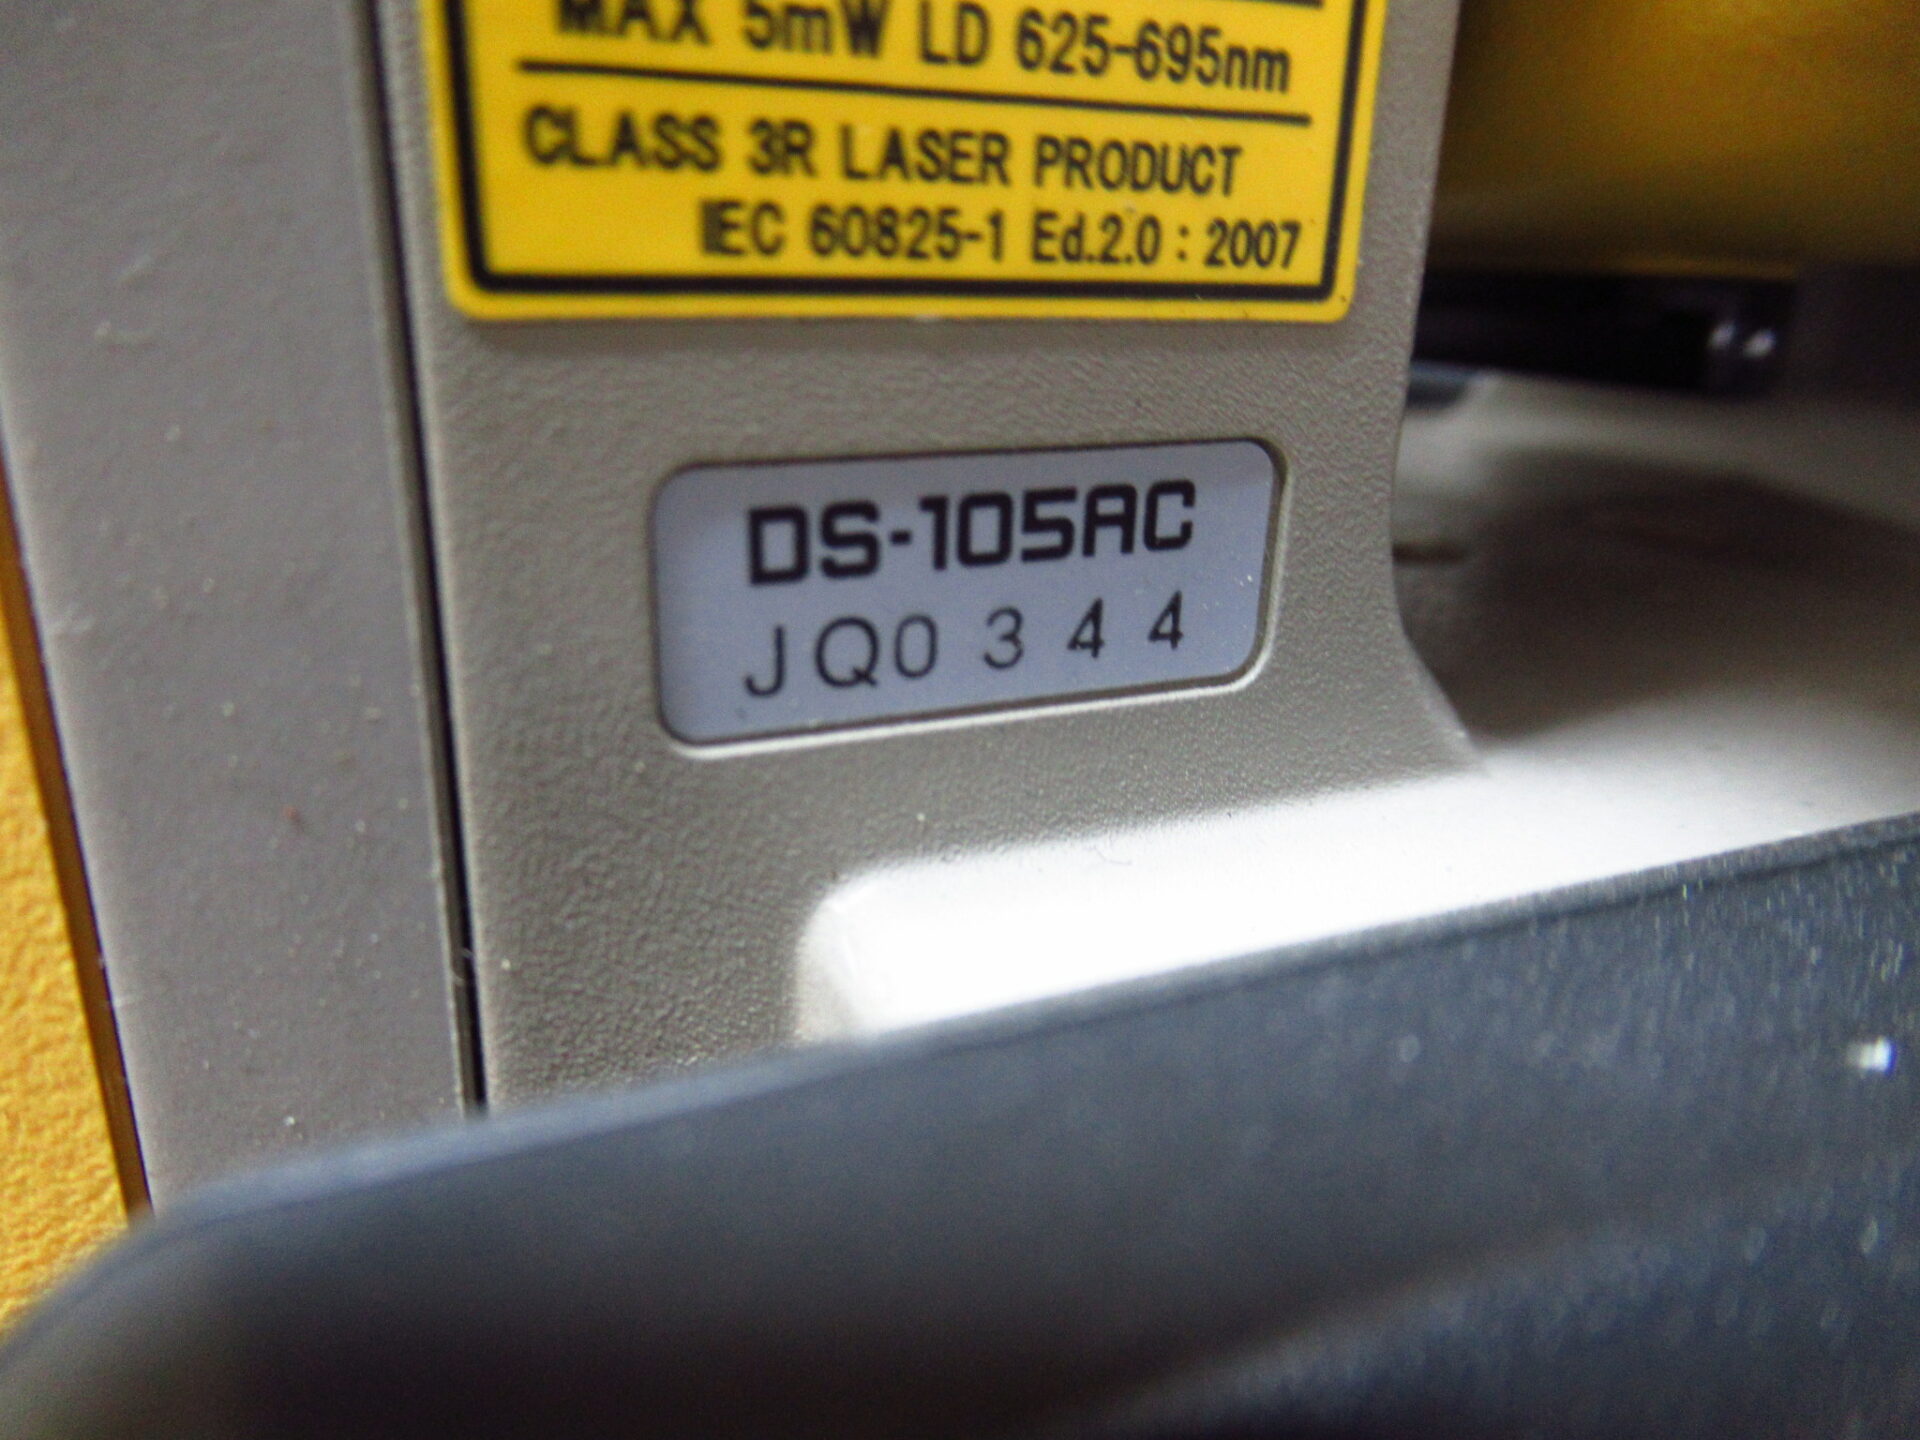 MAX 5mW LD 625-695nm
CLASS 3R LASER PRODUCT
IEC 60825-1 Ed.2.0 : 2007
DS-105AC
JQ0344